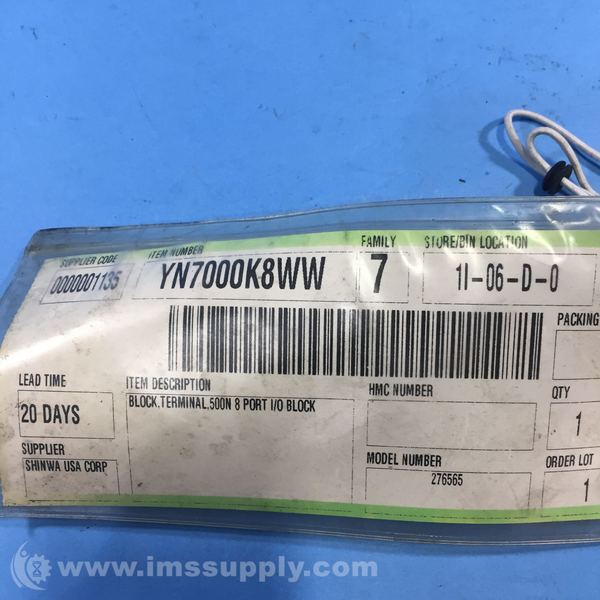 SUPPLIER CODE
0000001135
ITEM NUMBER
YN7000K8WW
FAMILY
7
STORE/BIN LOCATION
1I-06-D-0
PACKING
LEAD TIME
20 DAYS
ITEM DESCRIPTION
BLOCK,TERMINAL,500N 8 PORT I/O BLOCK
HMC NUMBER
QTY
1
SUPPLIER
SHINWA USA CORP
MODEL NUMBER
276565
ORDER LOT
1
www.imssupply.com